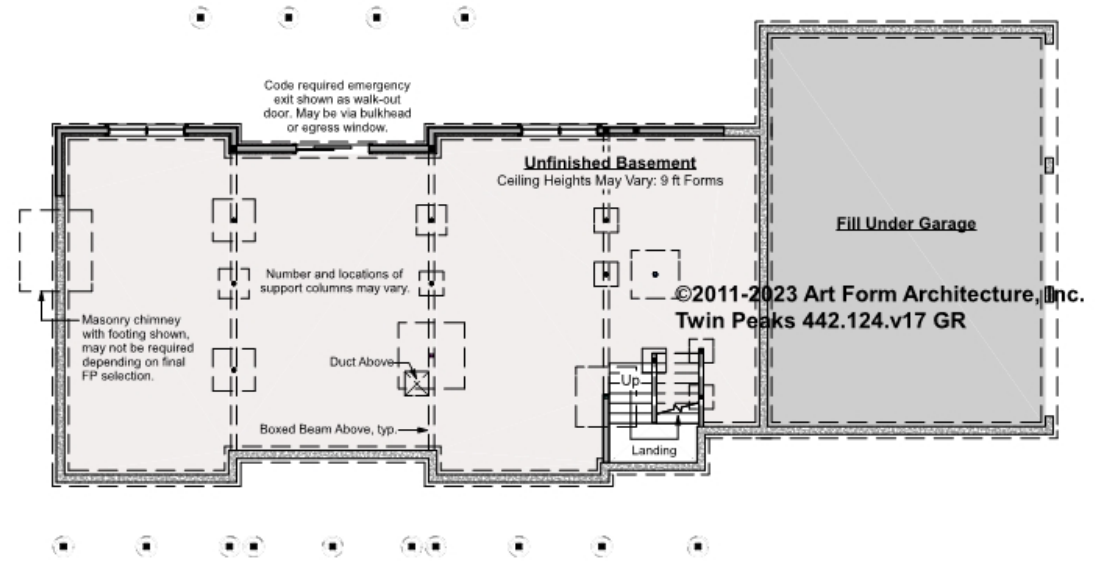 Code required emergency
exit shown as walk-out
door. May be via bulkhead
or egress window.
Unfinished Basement
Ceiling Heights May Vary: 9 ft Forms
Fill Under Garage
Number and locations of
support columns may vary.
©2011-2023 Art Form Architecture, Inc.
Twin Peaks 442.124.v17 GR
Masonry chimney
with footing shown,
may not be required
depending on final
FP selection.
Duct Above
Up
Boxed Beam Above, typ.
Landing